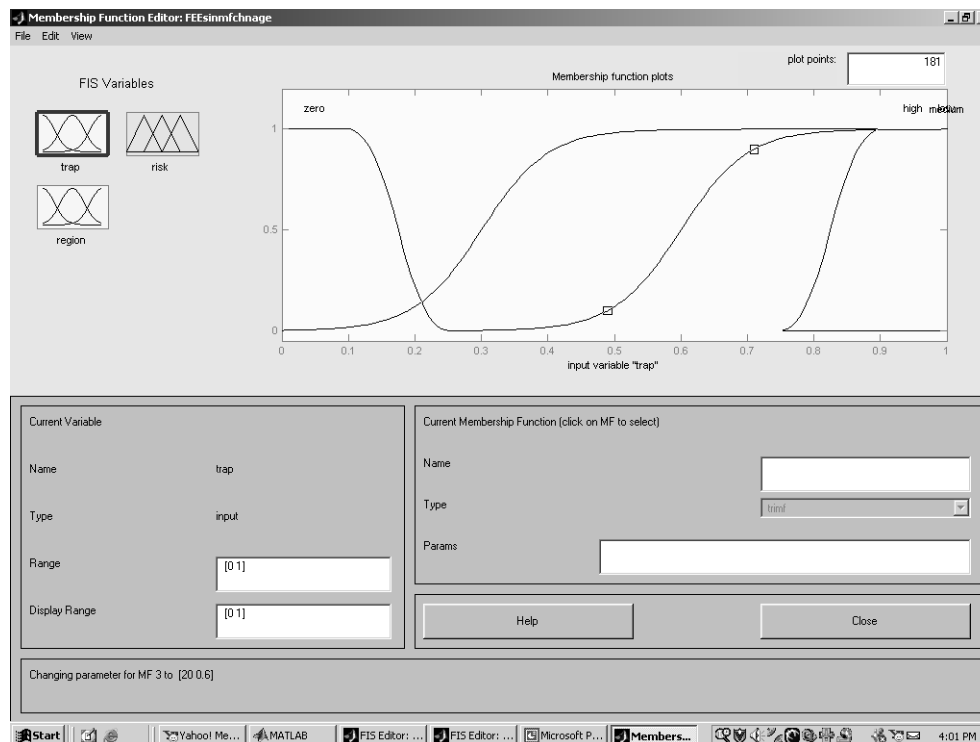 Membership Function Editor: FEEsinmfchnage
File Edit View
FIS Variables
trap
risk
region
plot points:
181
Membership function plots
zero
high
1
0.5
0
0 0.1 0.2 0.3 0.4 0.5 0.6 0.7 0.8 0.9 1
input variable "trap"
Current Variable
Name trap
Type input
Range [0 1]
Display Range [0 1]
Current Membership Function (click on MF to select)
Name
Type trimf
Params
Help
Close
Changing parameter for MF 3 to [20 0.6]
Start Yahoo! Me... MATLAB FIS Editor: ... FIS Editor: ... Microsoft P... Members... 4:01 PM